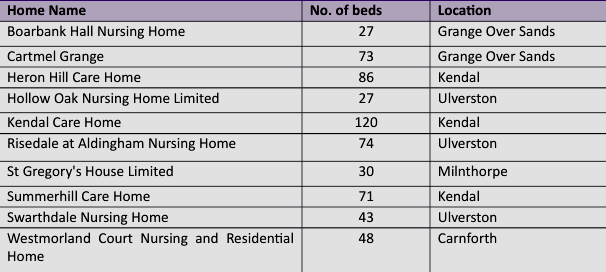 Home Name No. of beds Location
Boarbank Hall Nursing Home 27 Grange Over Sands
Cartmel Grange 73 Grange Over Sands
Heron Hill Care Home 86 Kendal
Hollow Oak Nursing Home Limited 27 Ulverston
Kendal Care Home 120 Kendal
Risedale at Aldingham Nursing Home 74 Ulverston
St Gregory's House Limited 30 Milnthorpe
Summerhill Care Home 71 Kendal
Swarthdale Nursing Home 43 Ulverston
Westmorland Court Nursing and Residential 48 Carnforth
Home